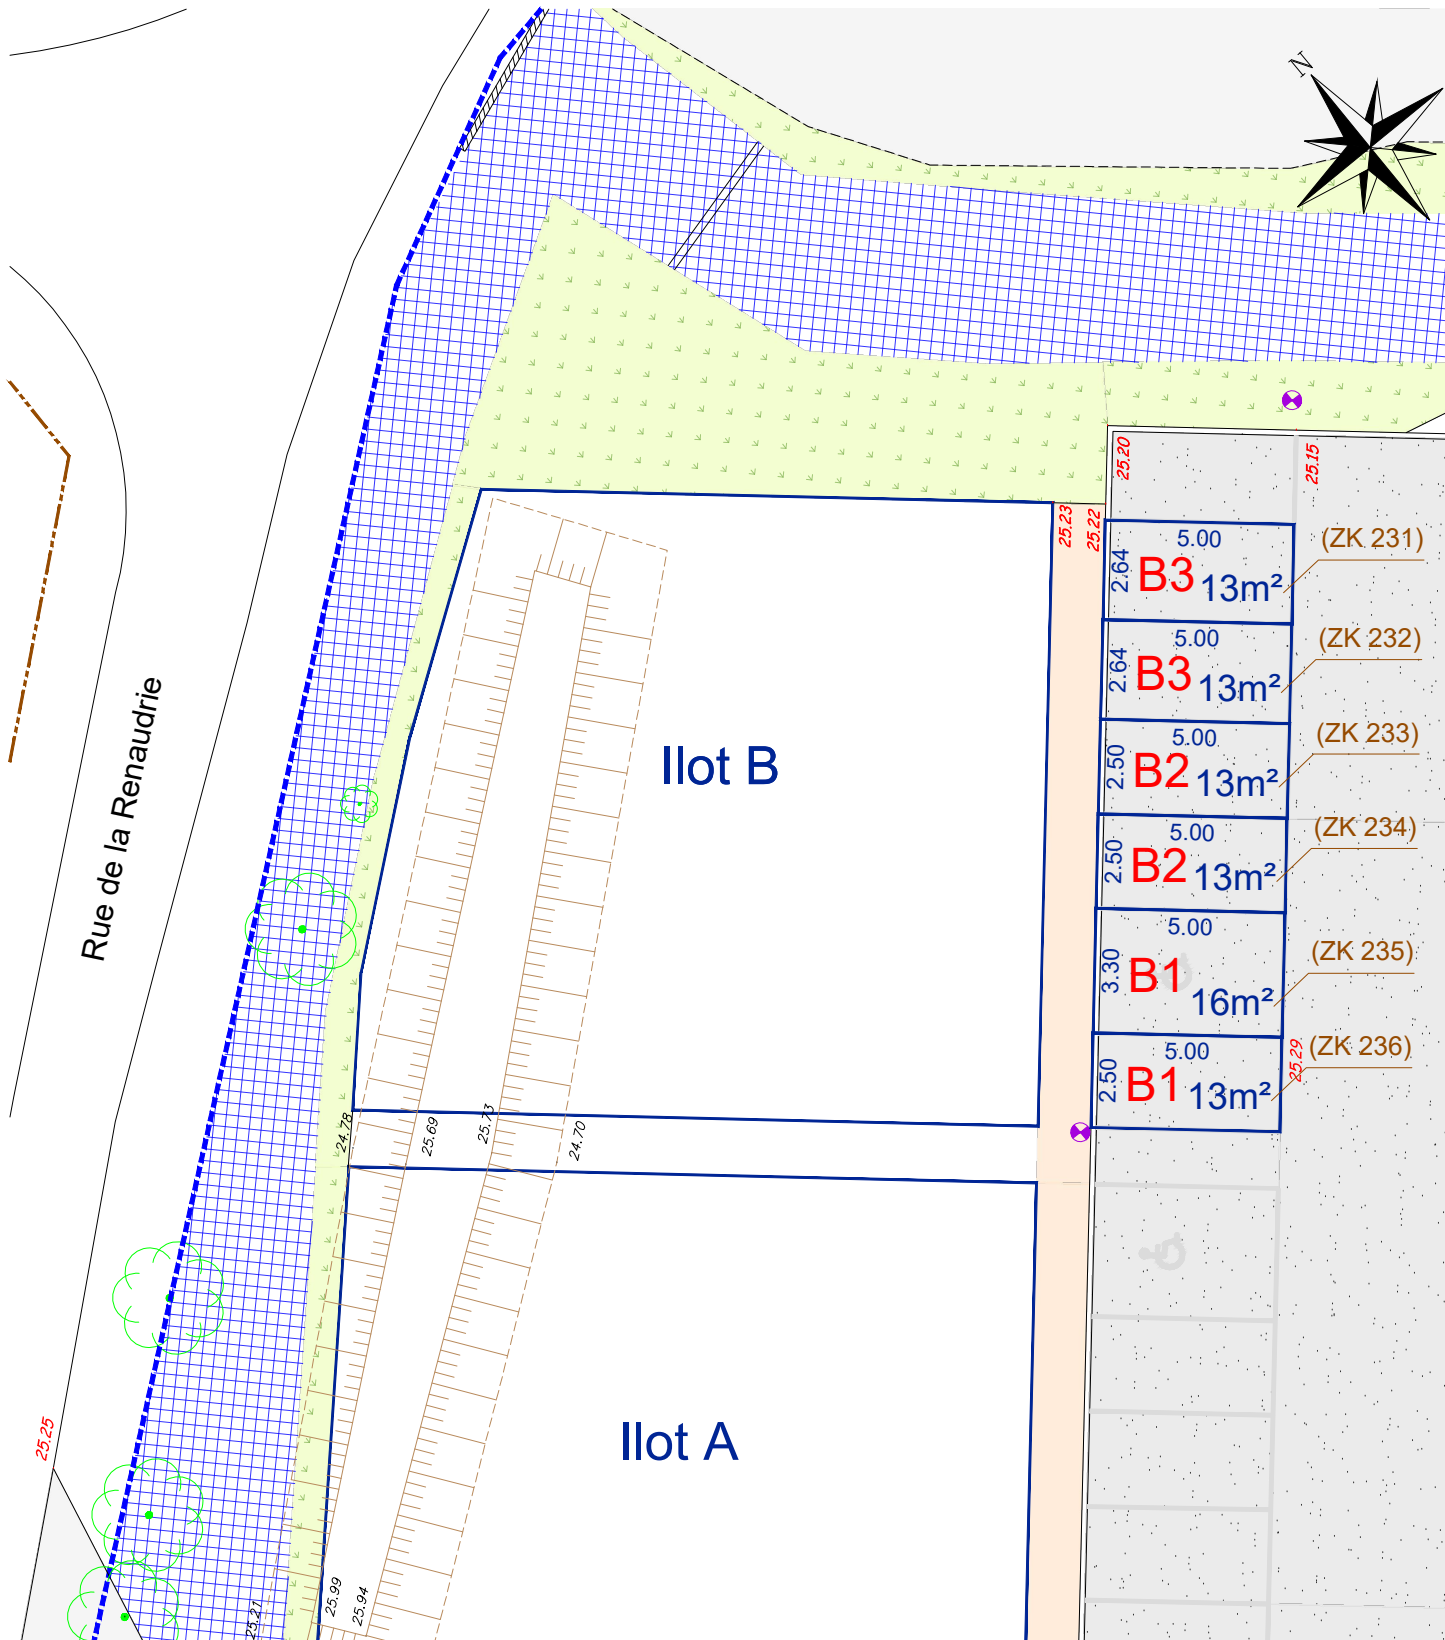 N
25.20
25.15
25.23
25.22
5.00
2.64
B3
13m²
(ZK 231)
5.00
2.64
B3
13m²
(ZK 232)
5.00
2.50
B2
13m²
(ZK 233)
5.00
2.50
B2
13m²
(ZK 234)
5.00
3.30
B1
16m²
(ZK 235)
5.00
2.50
B1
13m²
25.29
(ZK 236)
Rue de la Renaudrie
Ilot B
24.78
25.69
25.73
24.70
Ilot A
25.25
25.21
25.99
25.94